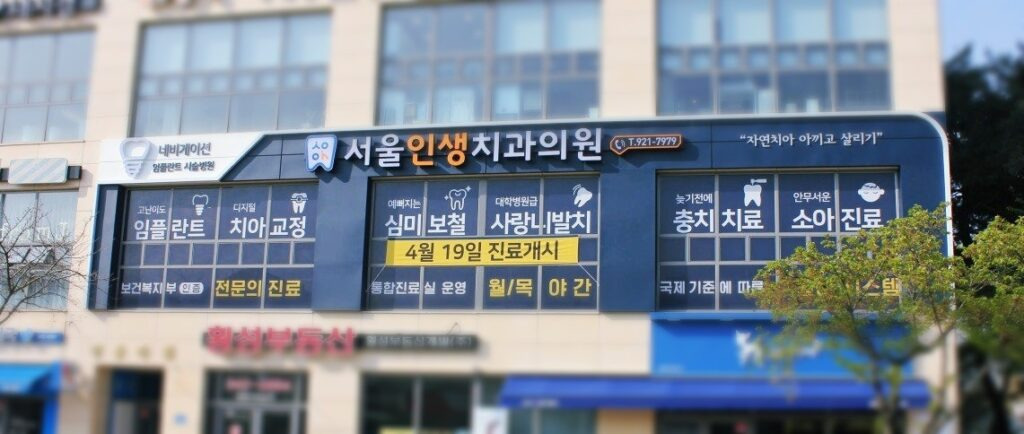 네비게이션
임플란트 시술병원
서울인생치과의원
T.921-7979
“자연치아 아끼고 살리기”
고난이도
임플란트
디지털
치아교정
예뻐지는
심미보철
대학병원급
사랑니발치
늦기전에
충치치료
안무서운
소아진료
4월 19일 진료개시
보건복지부 인증 전문의 진료
통합진료실 운영 월/목 야간
국제 기준에 따른
횡성부동산